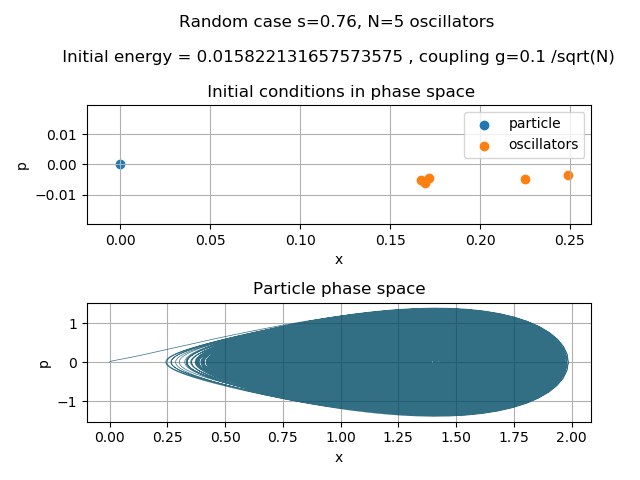 Random case s=0.76, N=5 oscillators
Initial energy = 0.015822131657573575 , coupling g=0.1 /sqrt(N)
Initial conditions in phase space
particle
oscillators
0.01
0.00
−0.01
p
0.00 0.05 0.10 0.15 0.20 0.25
x
Particle phase space
1
0
−1
p
0.00 0.25 0.50 0.75 1.00 1.25 1.50 1.75 2.00
x